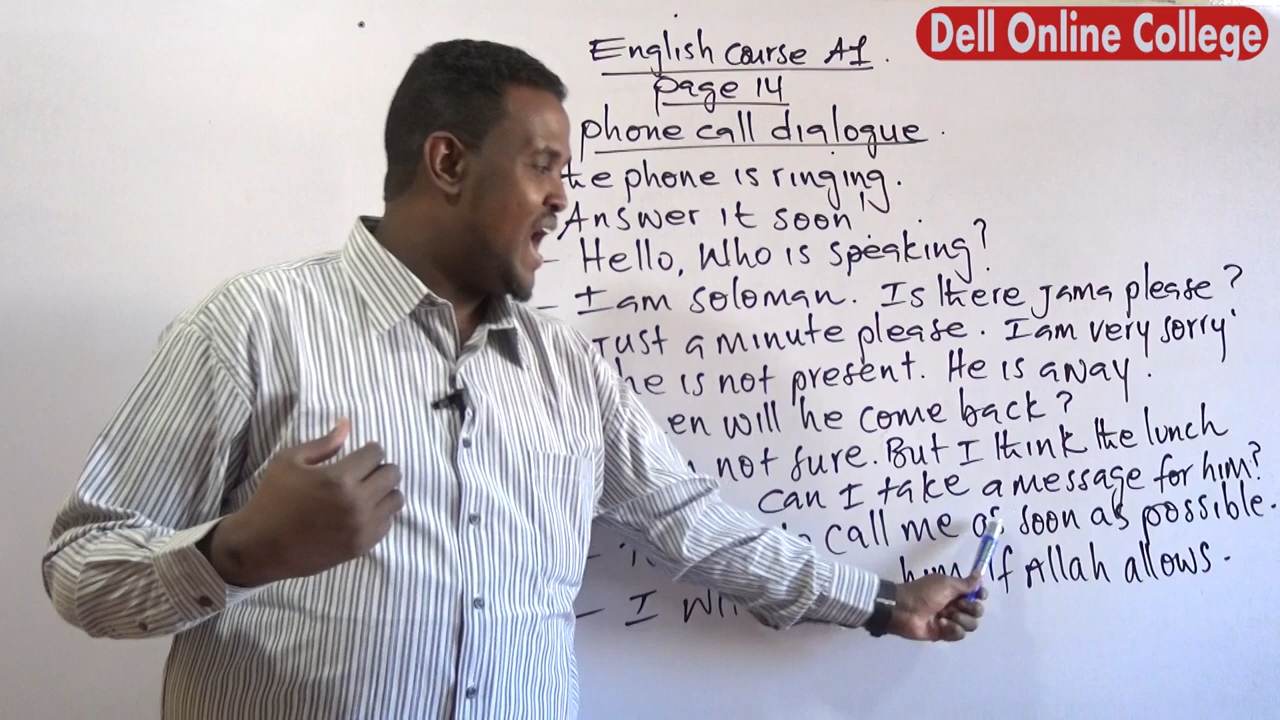 Dell Online College
English course A1.
page 14
phone call dialogue.
the phone is ringing.
Answer it soon
- Hello, Who is speaking?
- I am soloman. Is there jama please?
Just a minute please. I am very sorry
he is not present. He is away.
en will he come back?
not sure. But I think the lunch
can I take a message for him?
call me as soon as possible.
him if Allah allows.
- I